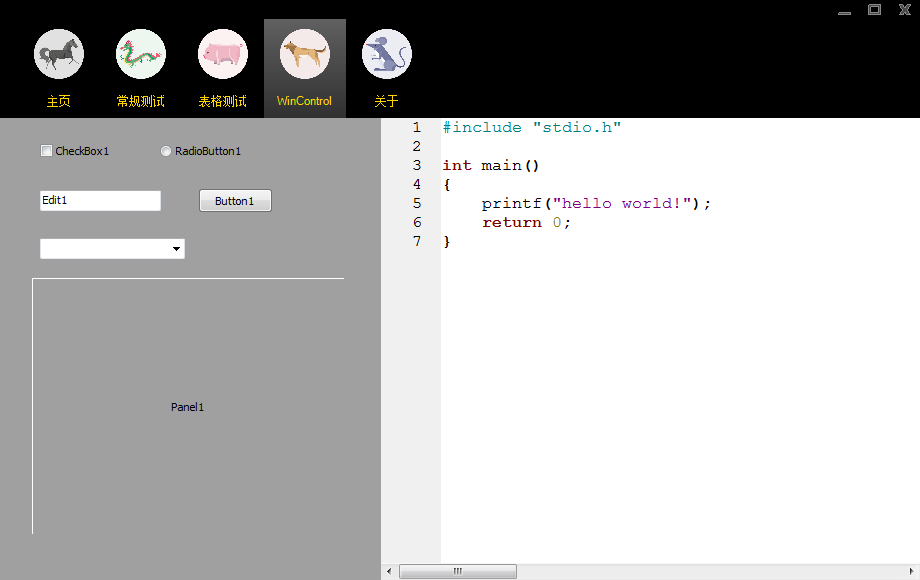 主页 常规测试 表格测试 WinControl 关于
CheckBox1 RadioButton1
Edit1 Button1
Panel1
1 #include "stdio.h"
2
3 int main()
4 {
5     printf("hello world!");
6     return 0;
7 }